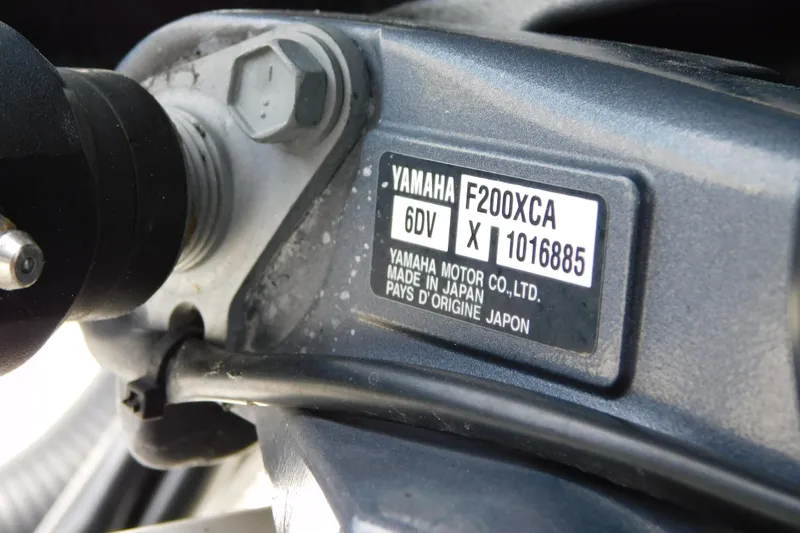 YAMAHA F200XCA
6DV X 1016885
YAMAHA MOTOR CO.,LTD.
MADE IN JAPAN
PAYS D'ORIGINE JAPON